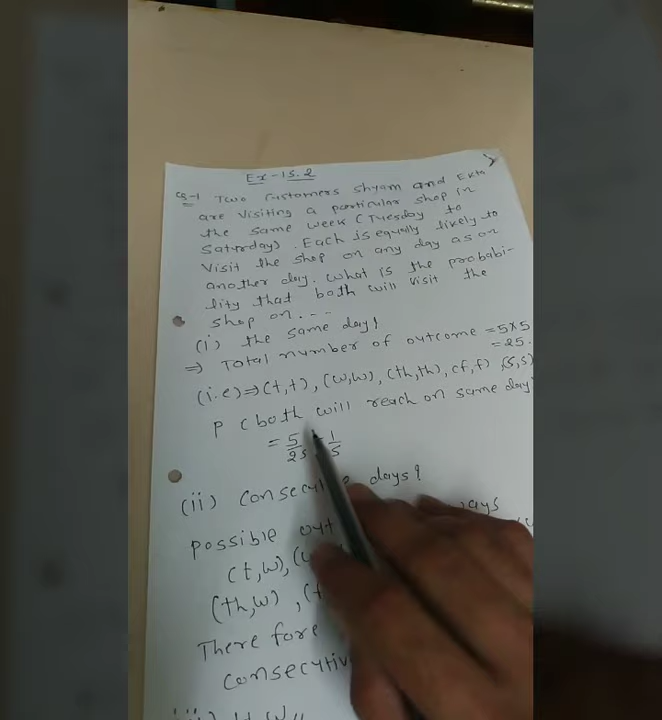 Ex-15.2
Q-1 Two Customers Shyam and Ekta
are visiting a particular shop in
the same week (Tuesday to
Saturday). Each is equally likely to
visit the shop on any day as on
another day. What is the probabi-
lity that both will visit the
shop on...
(i) the same day?
⇒ Total number of outcome = 5×5
= 25.
(i.e) ⇒ (t,t), (w,w), (th,th), (f,f) (s,s)
P (both will reach on same day
= 5/25 = 1/5
(ii) Consecutive days?
possible out ays
(t,w),
(th,w), (t
There fore
consecutiv